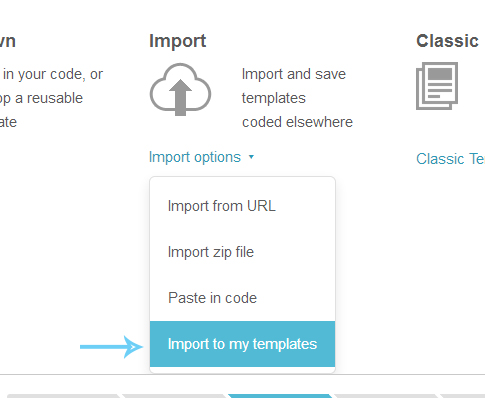 wn
in your code, or
op a reusable
ate
Import
Import and save
templates
coded elsewhere
Import options
Import from URL
Import zip file
Paste in code
Import to my templates
Classic
Classic Te